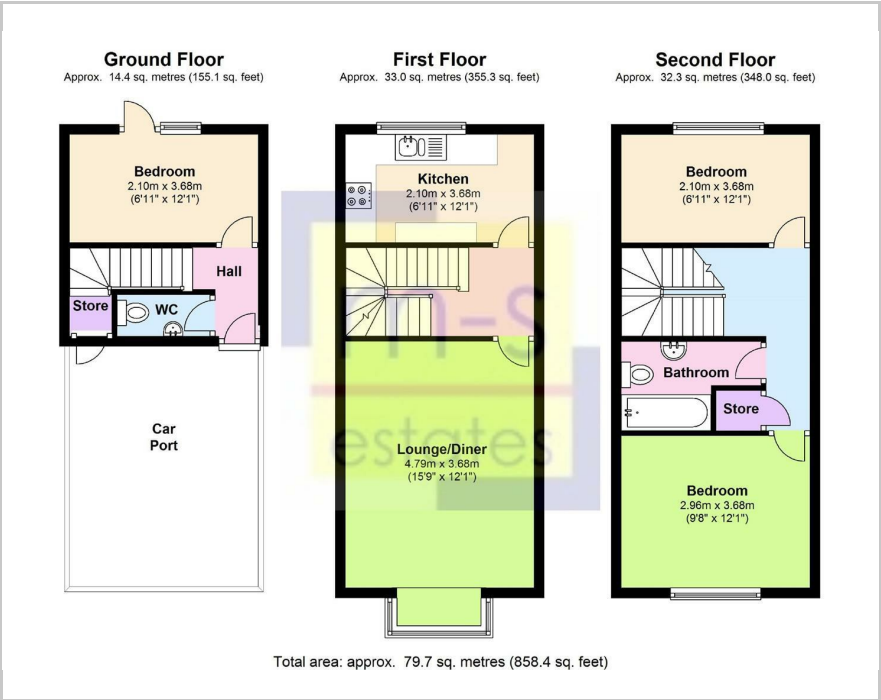 Ground Floor
Approx. 14.4 sq. metres (155.1 sq. feet)
Bedroom
2.10m x 3.68m
(6'11" x 12'1")
Hall
Store
WC
Car
Port
First Floor
Approx. 33.0 sq. metres (355.3 sq. feet)
Kitchen
2.10m x 3.68m
(6'11" x 12'1")
m-s
estates
Lounge/Diner
4.79m x 3.68m
(15'9" x 12'1")
Second Floor
Approx. 32.3 sq. metres (348.0 sq. feet)
Bedroom
2.10m x 3.68m
(6'11" x 12'1")
Bathroom
Store
Bedroom
2.96m x 3.68m
(9'8" x 12'1")
Total area: approx. 79.7 sq. metres (858.4 sq. feet)